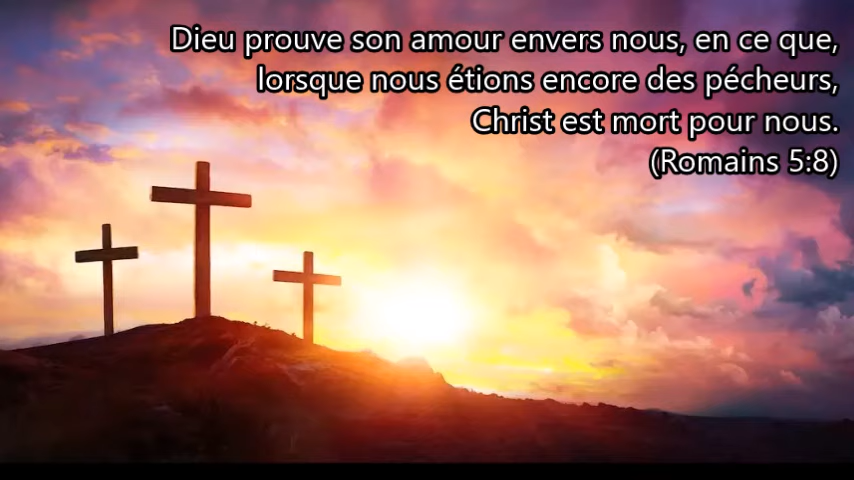 Dieu prouve son amour envers nous, en ce que,
lorsque nous étions encore des pécheurs,
Christ est mort pour nous.
(Romains 5:8)